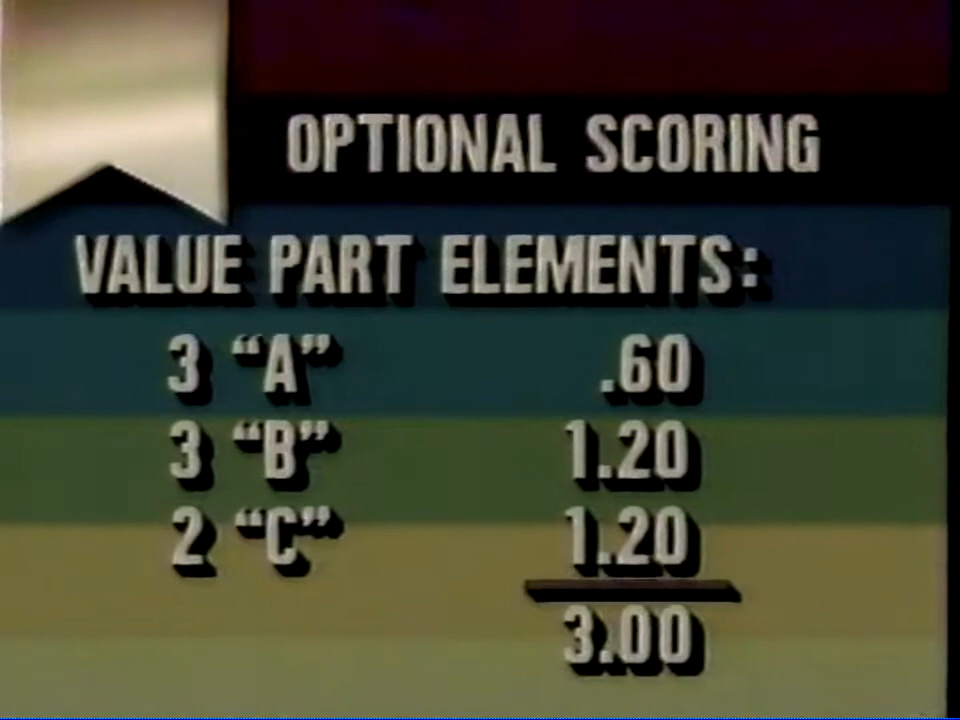 OPTIONAL SCORING
VALUE PART ELEMENTS:
3 “A” .60
3 “B” 1.20
2 “C” 1.20
3.00